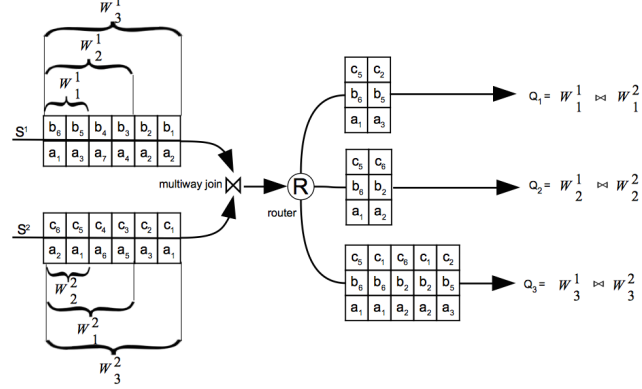 W 1 3
W 1 2
W 1 1
S1 b6 b5 b4 b3 b2 b1
a1 a3 a7 a4 a2 a2
S2 c6 c5 c4 c3 c2 c1
a2 a1 a6 a5 a3 a1
W 2 2
W 2 1
W 2 3
multiway join ⋈
R
router
c5 c2
b6 b5
a1 a3
Q1 = W 1 1 ⋈ W 2 1
c5 c6
b6 b2
a1 a2
Q2 = W 1 2 ⋈ W 2 2
c5 c1 c6 c1 c2
b6 b6 b2 b2 b5
a1 a1 a2 a2 a3
Q3 = W 1 3 ⋈ W 2 3